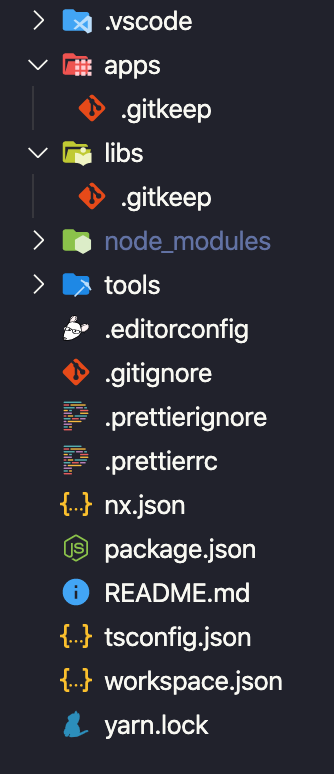 .vscode
apps
.gitkeep
libs
.gitkeep
node_modules
tools
.editorconfig
.gitignore
.prettierignore
.prettierrc
nx.json
package.json
README.md
tsconfig.json
workspace.json
yarn.lock